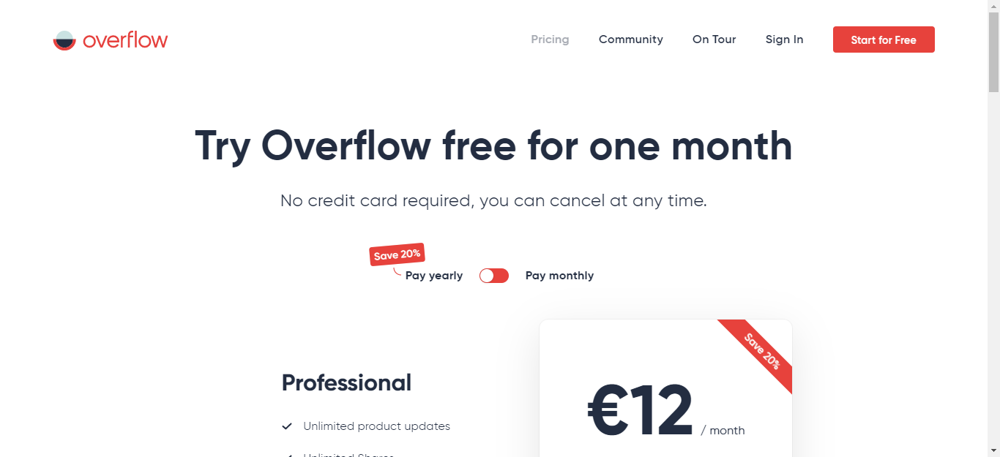 overflow
Pricing
Community
On Tour
Sign In
Start for Free
Try Overflow free for one month
No credit card required, you can cancel at any time.
Save 20%
Pay yearly
Pay monthly
Save 20%
Professional
€12 / month
Unlimited product updates
Unlimited Shares